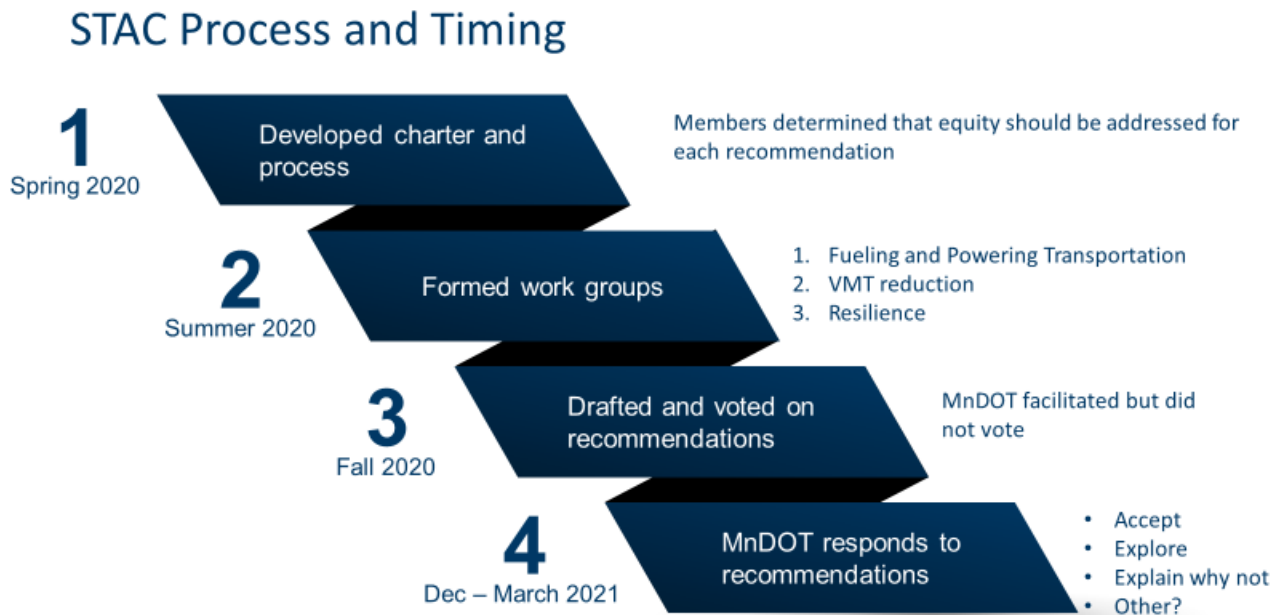 STAC Process and Timing
1
Spring 2020
Developed charter and
process
Members determined that equity should be addressed for
each recommendation
2
Summer 2020
Formed work groups
1. Fueling and Powering Transportation
2. VMT reduction
3. Resilience
3
Fall 2020
Drafted and voted on
recommendations
MnDOT facilitated but did
not vote
4
Dec – March 2021
MnDOT responds to
recommendations
• Accept
• Explore
• Explain why not
• Other?